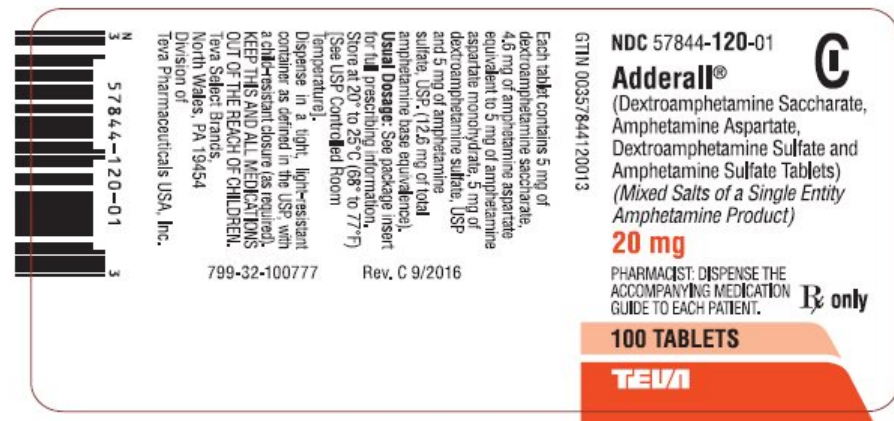 NDC 57844-120-01
CII
Adderall®
(Dextroamphetamine Saccharate,
Amphetamine Aspartate,
Dextroamphetamine Sulfate and
Amphetamine Sulfate Tablets)
(Mixed Salts of a Single Entity
Amphetamine Product)
20 mg
PHARMACIST: DISPENSE THE
ACCOMPANYING MEDICATION
GUIDE TO EACH PATIENT.
Rx only
100 TABLETS
TEVA
GTIN 00357844120013
Each tablet contains 5 mg of
dextroamphetamine saccharate,
4.6 mg of amphetamine aspartate
equivalent to 5 mg of amphetamine
aspartate monohydrate, 5 mg of
dextroamphetamine sulfate, USP
and 5 mg of amphetamine
sulfate, USP (12.6 mg of total
amphetamine base equivalence).
Usual Dosage: See package insert
for full prescribing information.
Store at 20° to 25°C (68° to 77°F)
[See USP Controlled Room
Temperature].
Dispense in a tight, light-resistant
container as defined in the USP, with
a child-resistant closure (as required).
KEEP THIS AND ALL MEDICATIONS
OUT OF THE REACH OF CHILDREN.
Teva Select Brands,
North Wales, PA 19454
Division of
Teva Pharmaceuticals USA, Inc.
799-32-100777
Rev. C 9/2016
N
3 57844-120-01 3